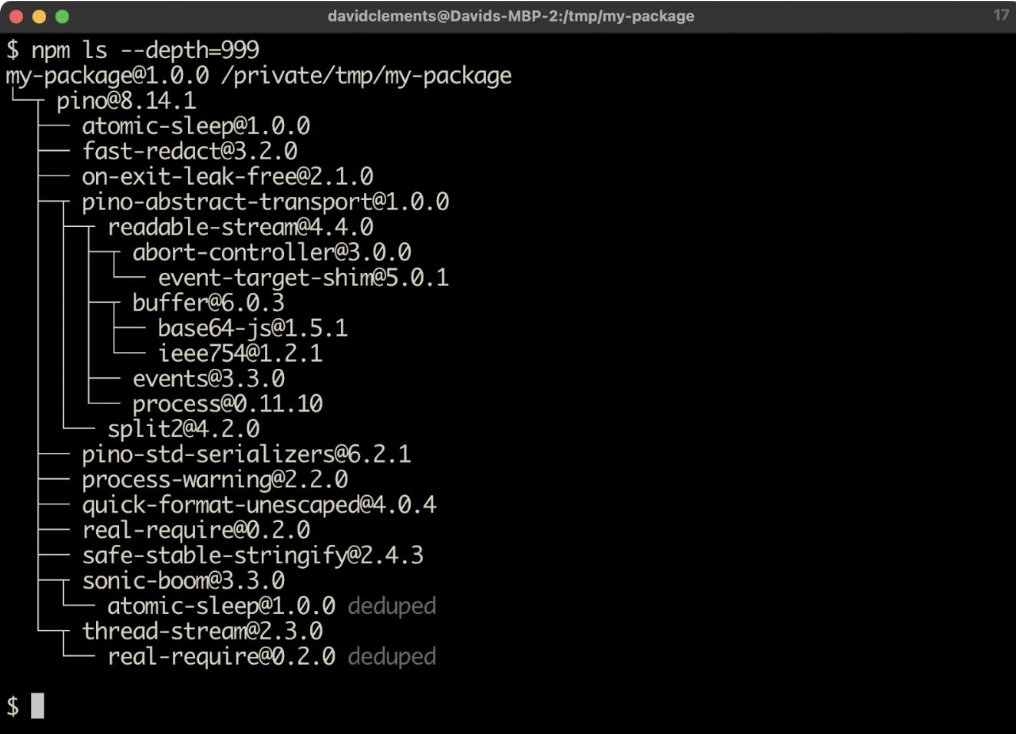 davidclements@Davids-MBP-2:/tmp/my-package
17
$ npm ls --depth=999
my-package@1.0.0 /private/tmp/my-package
└─┬ pino@8.14.1
  ├── atomic-sleep@1.0.0
  ├── fast-redact@3.2.0
  ├── on-exit-leak-free@2.1.0
  ├─┬ pino-abstract-transport@1.0.0
  │ ├─┬ readable-stream@4.4.0
  │ │ ├─┬ abort-controller@3.0.0
  │ │ │ └── event-target-shim@5.0.1
  │ │ ├─┬ buffer@6.0.3
  │ │ │ ├── base64-js@1.5.1
  │ │ │ └── ieee754@1.2.1
  │ │ ├── events@3.3.0
  │ │ └── process@0.11.10
  │ └── split2@4.2.0
  ├── pino-std-serializers@6.2.1
  ├── process-warning@2.2.0
  ├── quick-format-unescaped@4.0.4
  ├── real-require@0.2.0
  ├── safe-stable-stringify@2.4.3
  ├─┬ sonic-boom@3.3.0
  │ └── atomic-sleep@1.0.0 deduped
  └─┬ thread-stream@2.3.0
    └── real-require@0.2.0 deduped
$